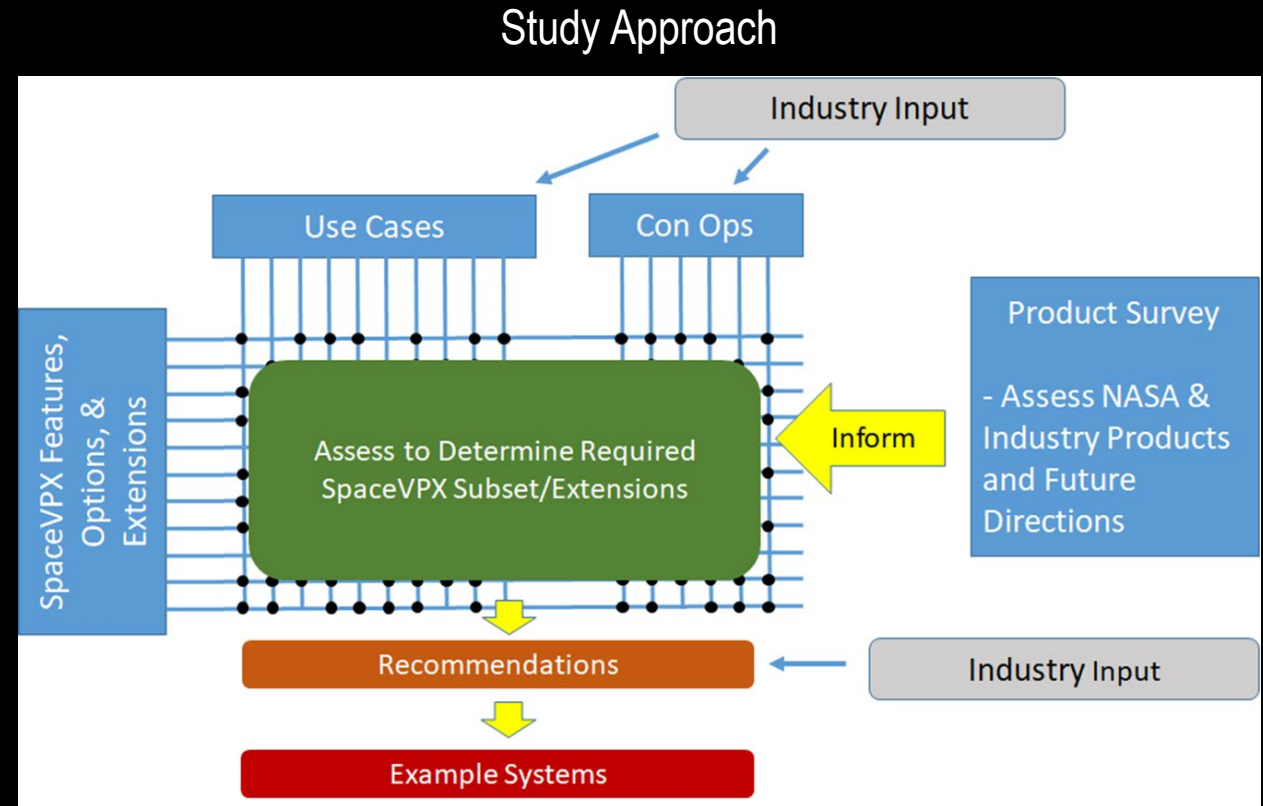 Study Approach
Industry Input
Use Cases
Con Ops
SpaceVPX Features,
Options, &
Extensions
Assess to Determine Required
SpaceVPX Subset/Extensions
Inform
Product Survey
- Assess NASA &
Industry Products
and Future
Directions
Recommendations
Industry Input
Example Systems